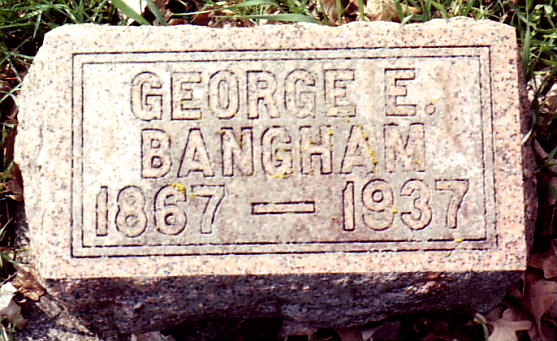 GEORGE E.
BANGHAM
1867 — 1937